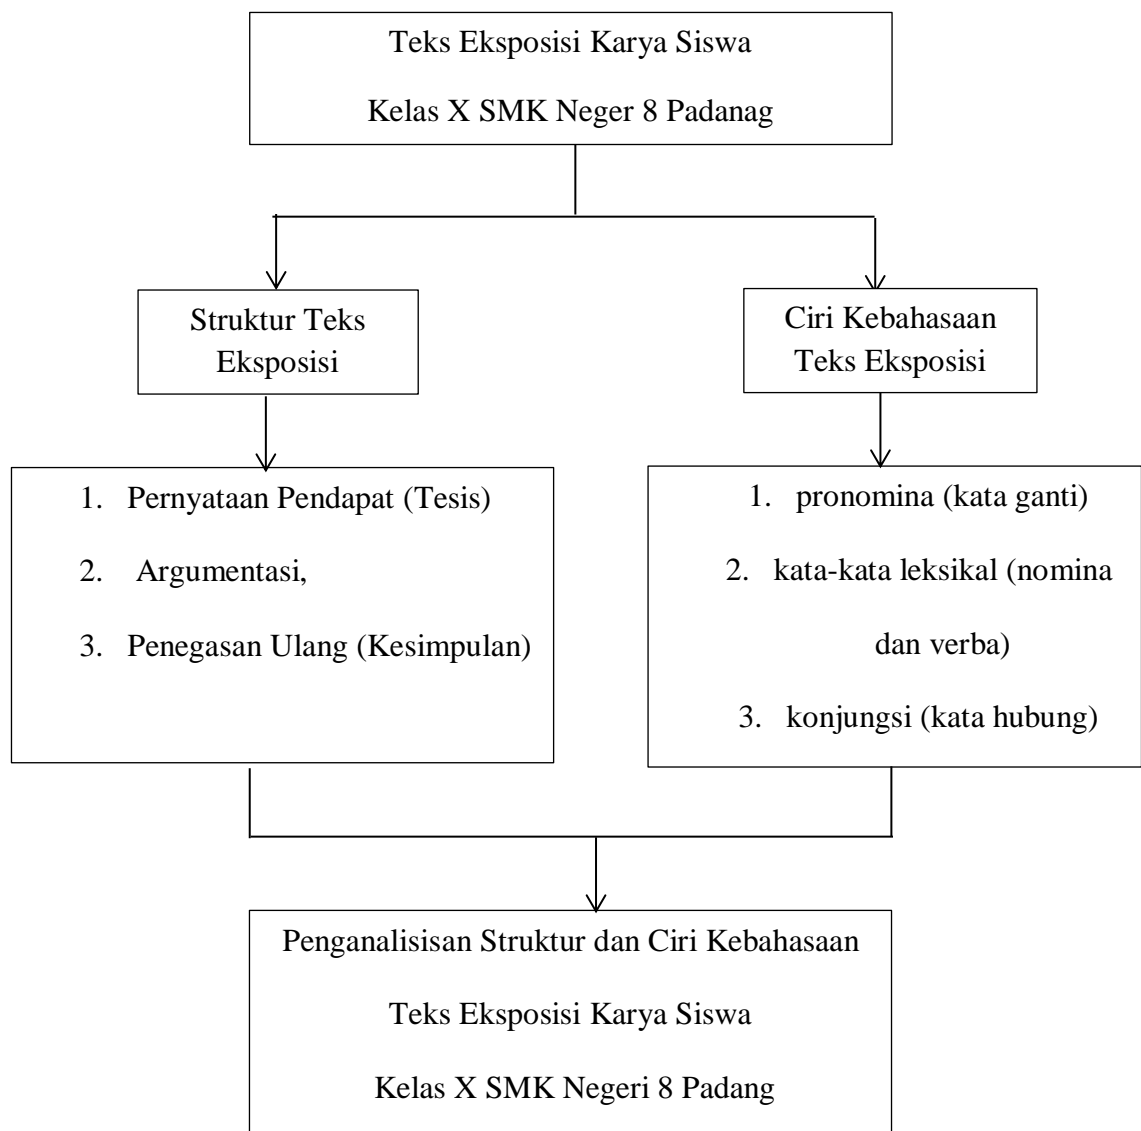 Teks Eksposisi Karya Siswa
Kelas X SMK Neger 8 Padanag
Struktur Teks
Eksposisi
Ciri Kebahasaan
Teks Eksposisi
1. Pernyataan Pendapat (Tesis)
2. Argumentasi,
3. Penegasan Ulang (Kesimpulan)
1. pronomina (kata ganti)
2. kata-kata leksikal (nomina
dan verba)
3. konjungsi (kata hubung)
Penganalisisan Struktur dan Ciri Kebahasaan
Teks Eksposisi Karya Siswa
Kelas X SMK Negeri 8 Padang